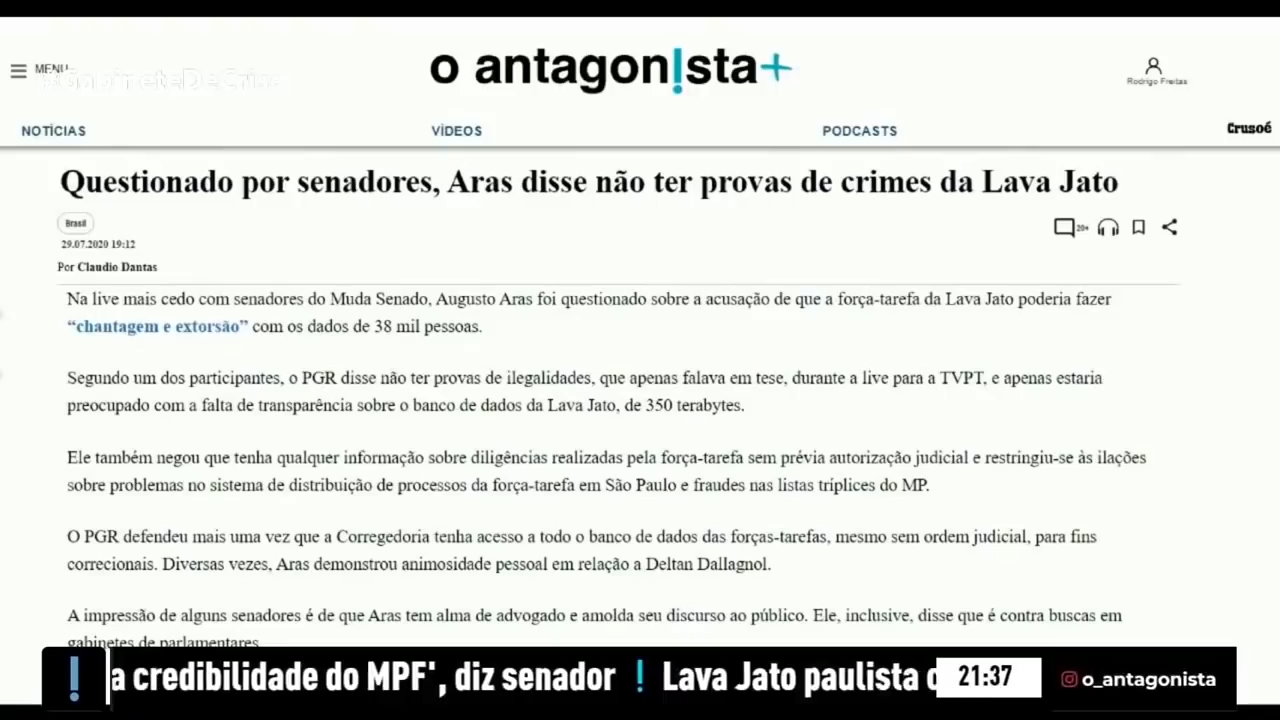 MENU
#GabineteDeCrise
o antagon!sta+
Rodrigo Freitas
NOTÍCIAS
VÍDEOS
PODCASTS
Crusoé
Questionado por senadores, Aras disse não ter provas de crimes da Lava Jato
Brasil
20+
29.07.2020 19:12
Por Claudio Dantas
Na live mais cedo com senadores do Muda Senado, Augusto Aras foi questionado sobre a acusação de que a força-tarefa da Lava Jato poderia fazer
“chantagem e extorsão” com os dados de 38 mil pessoas.
Segundo um dos participantes, o PGR disse não ter provas de ilegalidades, que apenas falava em tese, durante a live para a TVPT, e apenas estaria
preocupado com a falta de transparência sobre o banco de dados da Lava Jato, de 350 terabytes.
Ele também negou que tenha qualquer informação sobre diligências realizadas pela força-tarefa sem prévia autorização judicial e restringiu-se às ilações
sobre problemas no sistema de distribuição de processos da força-tarefa em São Paulo e fraudes nas listas tríplices do MP.
O PGR defendeu mais uma vez que a Corregedoria tenha acesso a todo o banco de dados das forças-tarefas, mesmo sem ordem judicial, para fins
correcionais. Diversas vezes, Aras demonstrou animosidade pessoal em relação a Deltan Dallagnol.
A impressão de alguns senadores é de que Aras tem alma de advogado e amolda seu discurso ao público. Ele, inclusive, disse que é contra buscas em
gabinetes de parlamentares
a credibilidade do MPF', diz senador ! Lava Jato paulista
21:37
o_antagonista